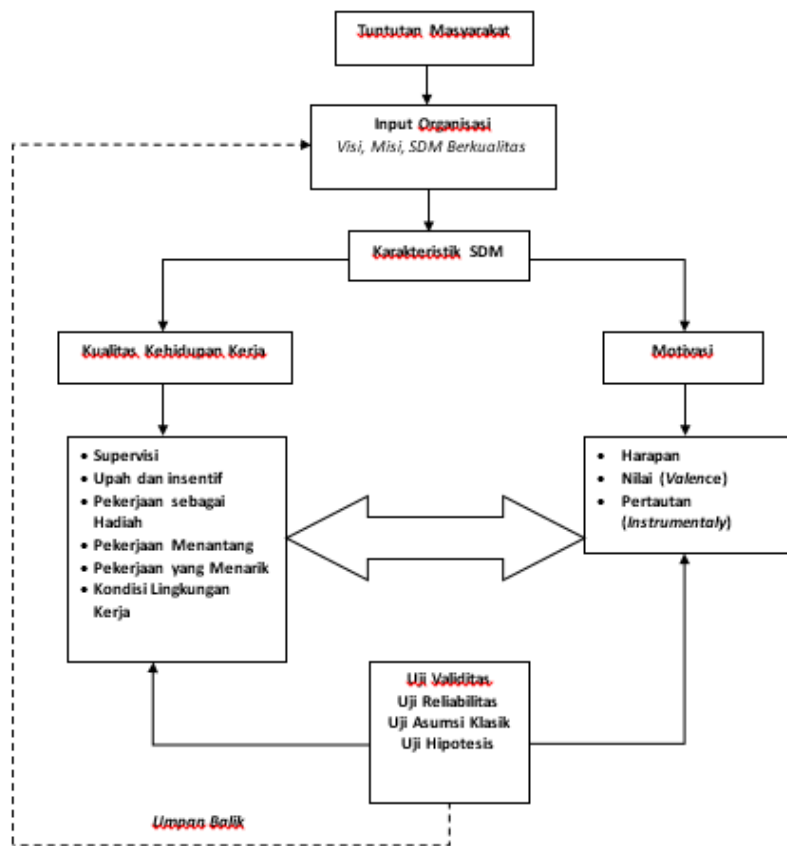 Tuntutan Masyarakat
Input Organisasi
Visi, Misi, SDM Berkualitas
Karakteristik SDM
Kualitas Kehidupan Kerja
Motivasi
• Supervisi
• Upah dan insentif
• Pekerjaan sebagai
Hadiah
• Pekerjaan Menantang
• Pekerjaan yang Menarik
• Kondisi Lingkungan
Kerja
• Harapan
• Nilai (Valence)
• Pertautan
(Instrumentaly)
Uji Validitas
Uji Reliabilitas
Uji Asumsi Klasik
Uji Hipotesis
Umpan Balik